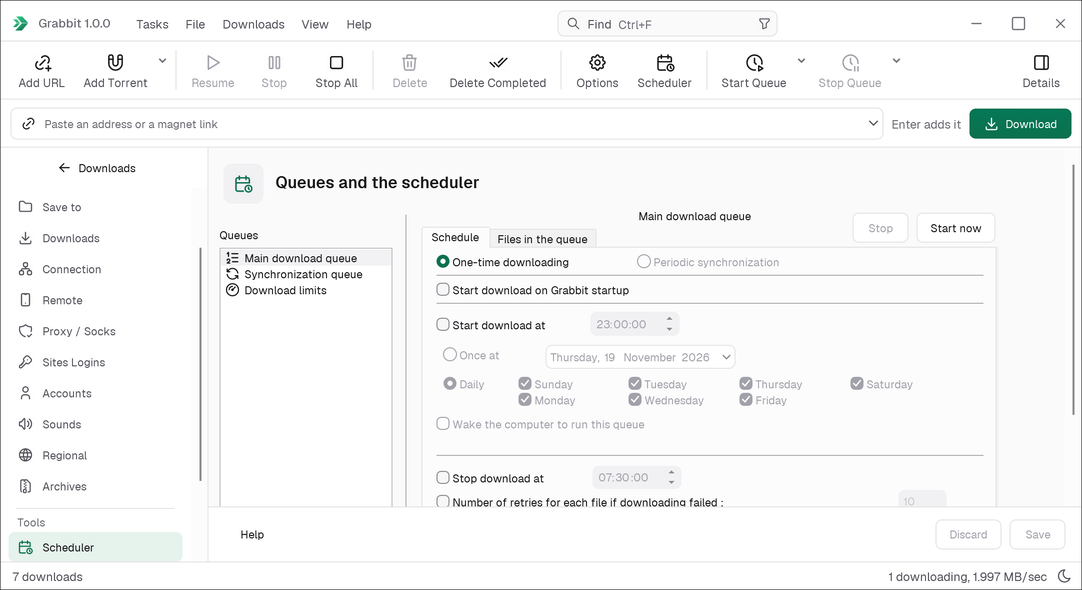 Grabbit 1.0.0 Tasks File Downloads View Help Find Ctrl+F
Add URL Add Torrent Resume Stop Stop All Delete Delete Completed Options Scheduler Start Queue Stop Queue Details
Paste an address or a magnet link Enter adds it Download
Downloads
Save to
Downloads
Connection
Remote
Proxy / Socks
Sites Logins
Accounts
Sounds
Regional
Archives
Tools
Scheduler
Queues and the scheduler
Queues
Main download queue
Synchronization queue
Download limits
Main download queue Stop Start now
Schedule Files in the queue
One-time downloading Periodic synchronization
Start download on Grabbit startup
Start download at 23:00:00
Once at Thursday, 19 November 2026
Daily Sunday Tuesday Thursday Saturday
Monday Wednesday Friday
Wake the computer to run this queue
Stop download at 07:30:00
Number of retries for each file if downloading failed : 10
Help Discard Save
7 downloads 1 downloading, 1.997 MB/sec